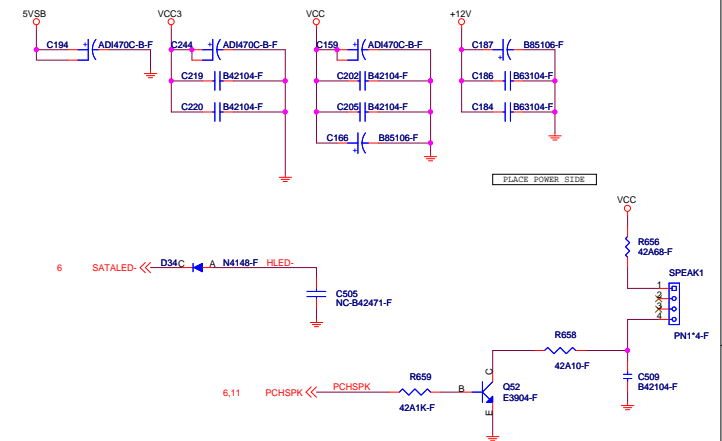 5VSB
VCC3
VCC
+12V
C194
ADI470C-B-F
C244
ADI470C-B-F
C159
ADI470C-B-F
C187
B85106-F
C219
B42104-F
C202
B42104-F
C186
B63104-F
C220
B42104-F
C205
B42104-F
C184
B63104-F
C166
B85106-F
PLACE POWER SIDE
VCC
R656
42A68-F
6
SATALED-
D34
C
A
N4148-F
HLED-
SPEAK1
1
2
3
4
C505
NC-B42471-F
PN1*4-F
R658
42A10-F
C
R659
B
Q52
E3904-F
C509
B42104-F
6,11
PCHSPK
PCHSPK
42A1K-F
E